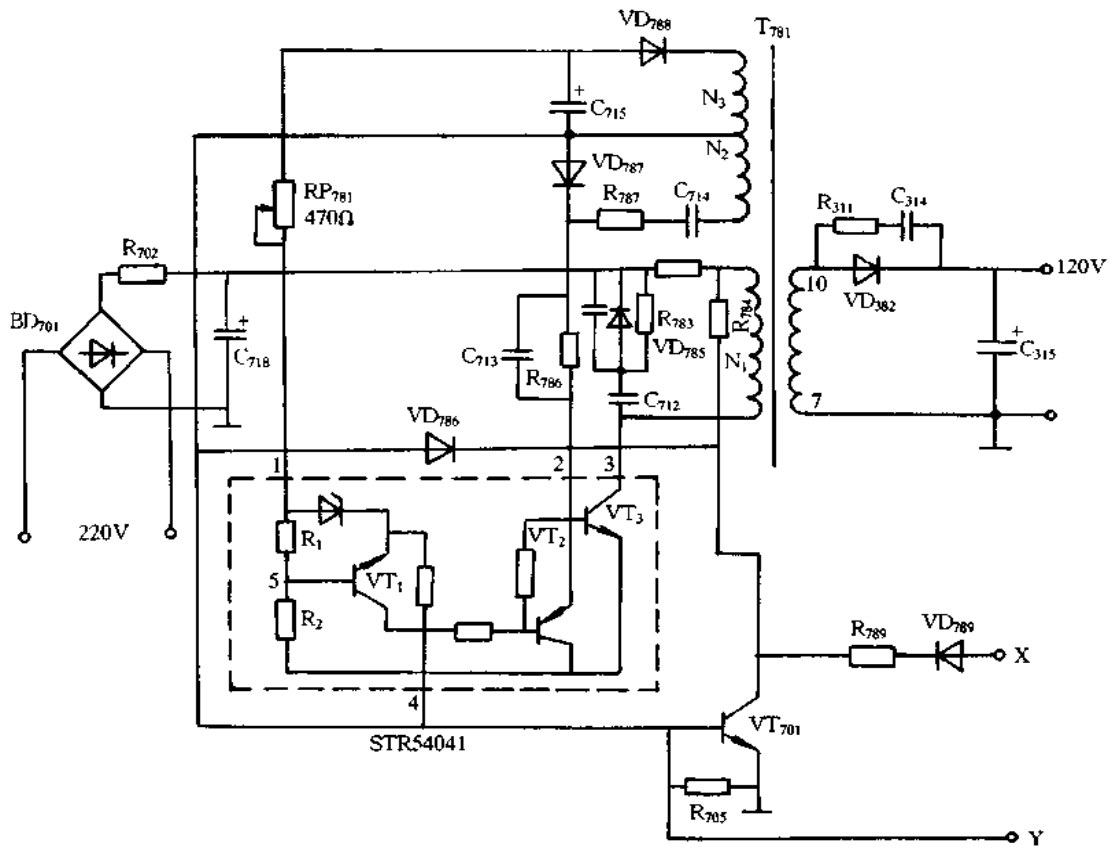 VD₇₈₈
T₇₈₁
N₃
C₇₁₅
+
N₂
VD₇₈₇
R₇₈₇
C₇₁₄
RP₇₈₁
470Ω
R₃₁₁
C₃₁₄
R₇₀₂
120V
10
VD₃₈₂
BD₇₀₁
+
C₇₁₈
R₇₈₄
R₇₈₃
VD₇₈₅
N₁
C₇₁₃
R₇₈₆
+
C₃₁₅
C₇₁₂
7
VD₇₈₆
1
2
3
220V
R₁
VT₂
VT₃
5
VT₁
R₂
R₇₈₉
VD₇₈₉
X
4
STR54041
VT₇₀₁
R₇₀₅
Y